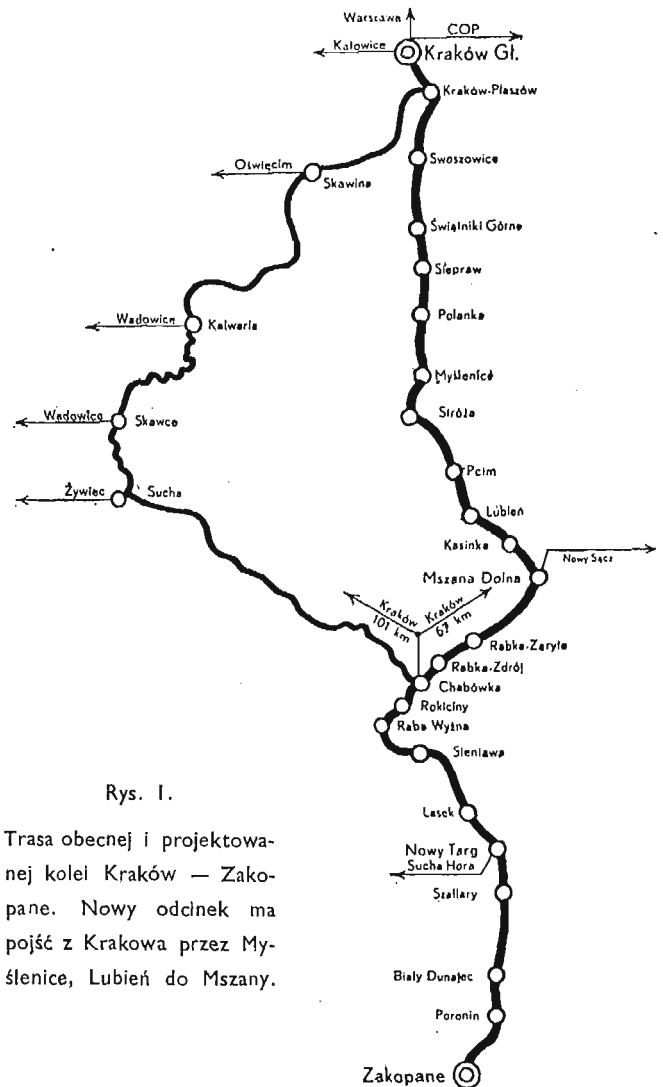 Warszawa
COP
Katowice
Kraków Gł.
Kraków-Płaszów
Swoszowice
Oświęcim
Skawina
Świątniki Górne
Siepraw
Polanka
Wadowice
Kalwaria
Myślenice
Stróża
Wadowice
Skawce
Pcim
Żywiec
Sucha
Lubień
Kasinka
Nowy Sącz
Mszana Dolna
Kraków
101 km
Kraków
67 km
Rabka-Zaryte
Rabka-Zdrój
Chabówka
Rokiciny
Raba Wyżna
Sieniawa
Rys. I.
Lasek
Trasa obecnej i projektowa-
nej kolei Kraków — Zako-
pane. Nowy odcinek ma
pojść z Krakowa przez My-
ślenice, Lubień do Mszany.
Nowy Targ
Sucha Hora
Szaflary
Biały Dunajec
Poronin
Zakopane